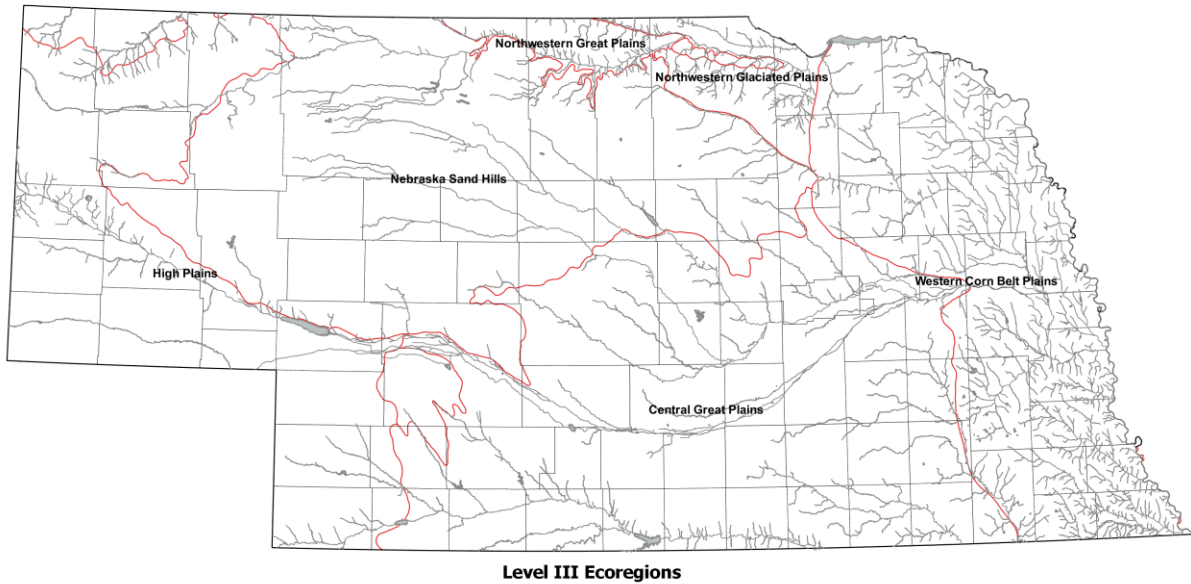 Northwestern Great Plains
Northwestern Glaciated Plains
Nebraska Sand Hills
High Plains
Western Corn Belt Plains
Central Great Plains
Level III Ecoregions